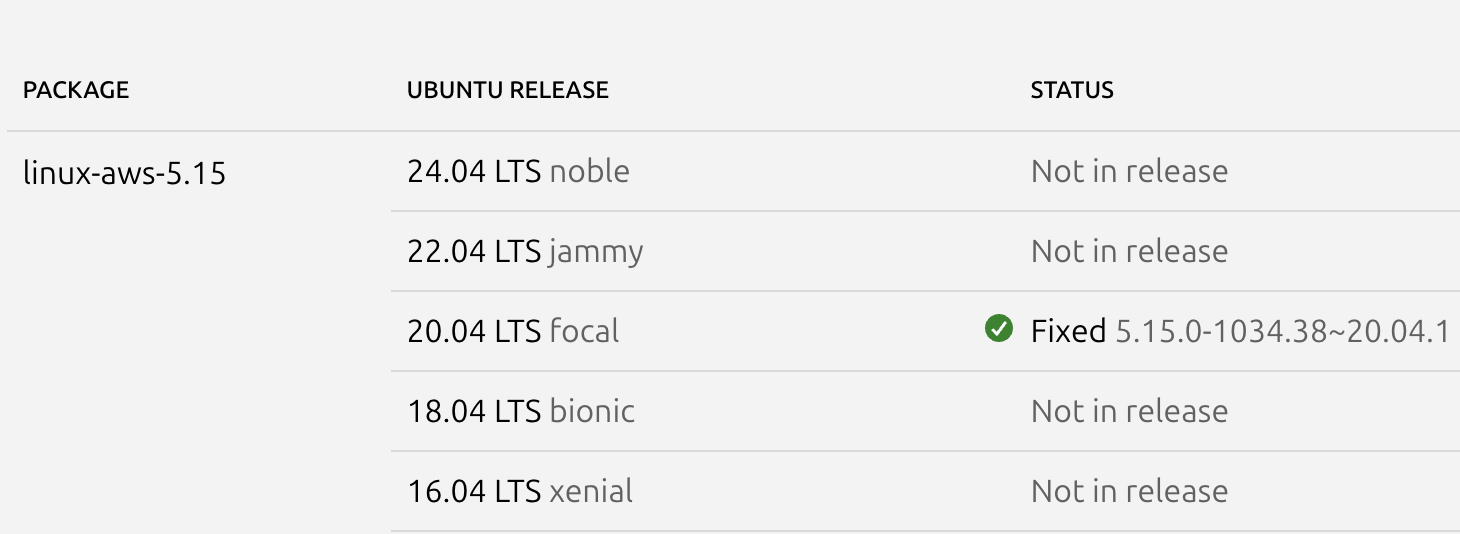 PACKAGE UBUNTU RELEASE STATUS
linux-aws-5.15 24.04 LTS noble Not in release
22.04 LTS jammy Not in release
20.04 LTS focal Fixed 5.15.0-1034.38~20.04.1
18.04 LTS bionic Not in release
16.04 LTS xenial Not in release